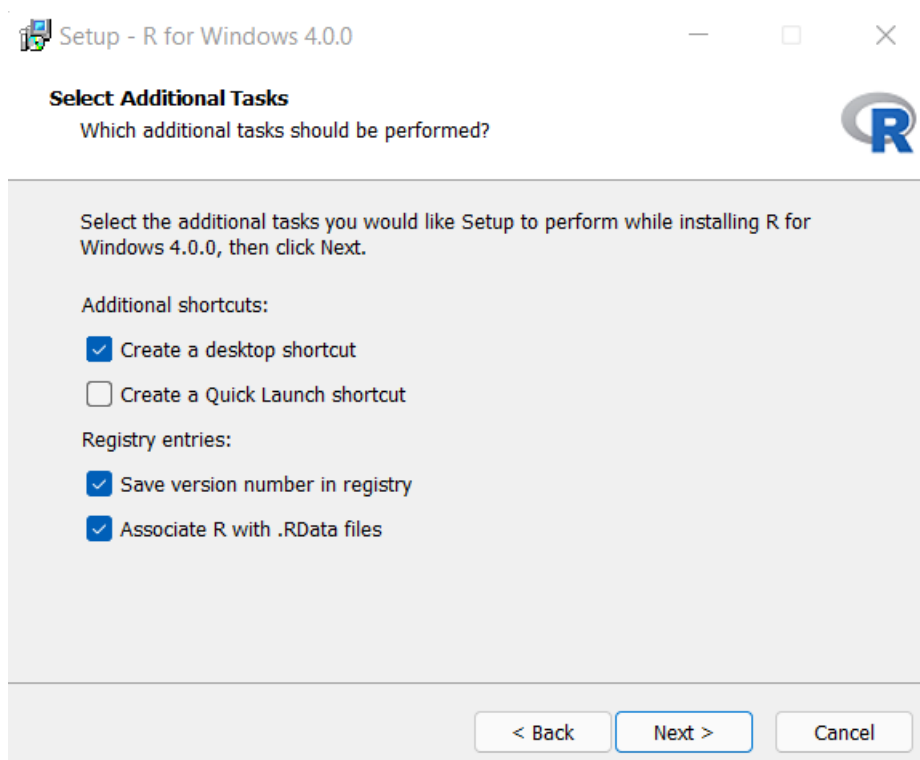 Setup - R for Windows 4.0.0
Select Additional Tasks
Which additional tasks should be performed?
R
Select the additional tasks you would like Setup to perform while installing R for
Windows 4.0.0, then click Next.
Additional shortcuts:
Create a desktop shortcut
Create a Quick Launch shortcut
Registry entries:
Save version number in registry
Associate R with .RData files
< Back Next > Cancel